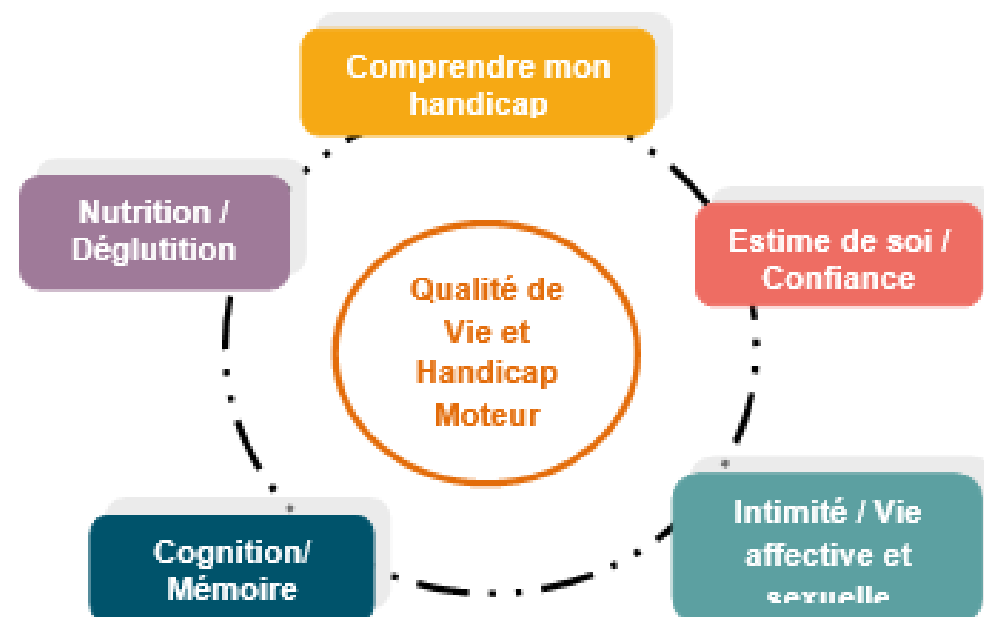 Comprendre mon
handicap
Nutrition /
Déglutition
Estime de soi /
Confiance
Qualité de
Vie et
Handicap
Moteur
Intimité / Vie
affective et
sexuelle
Cognition/
Mémoire